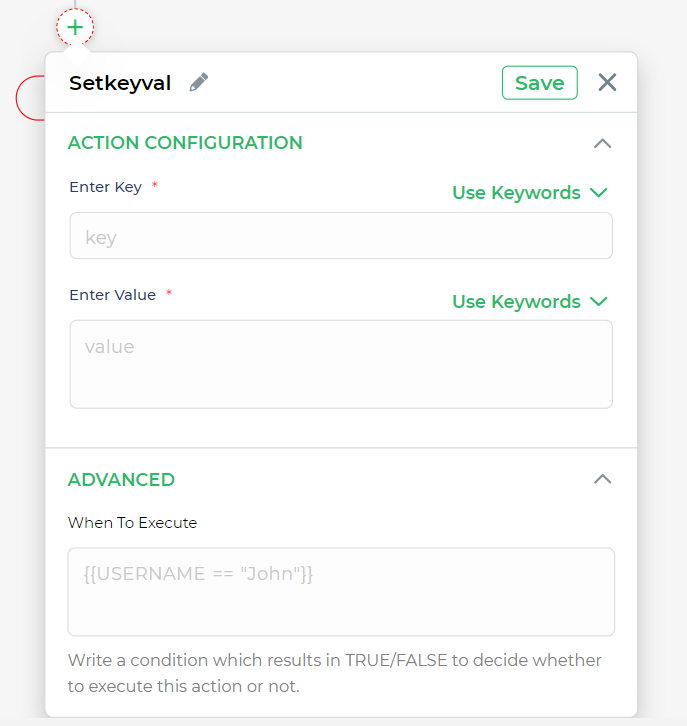 Setkeyval
Save
ACTION CONFIGURATION
Enter Key *
Use Keywords
key
Enter Value *
Use Keywords
value
ADVANCED
When To Execute
{{USERNAME == "John"}}
Write a condition which results in TRUE/FALSE to decide whether
to execute this action or not.